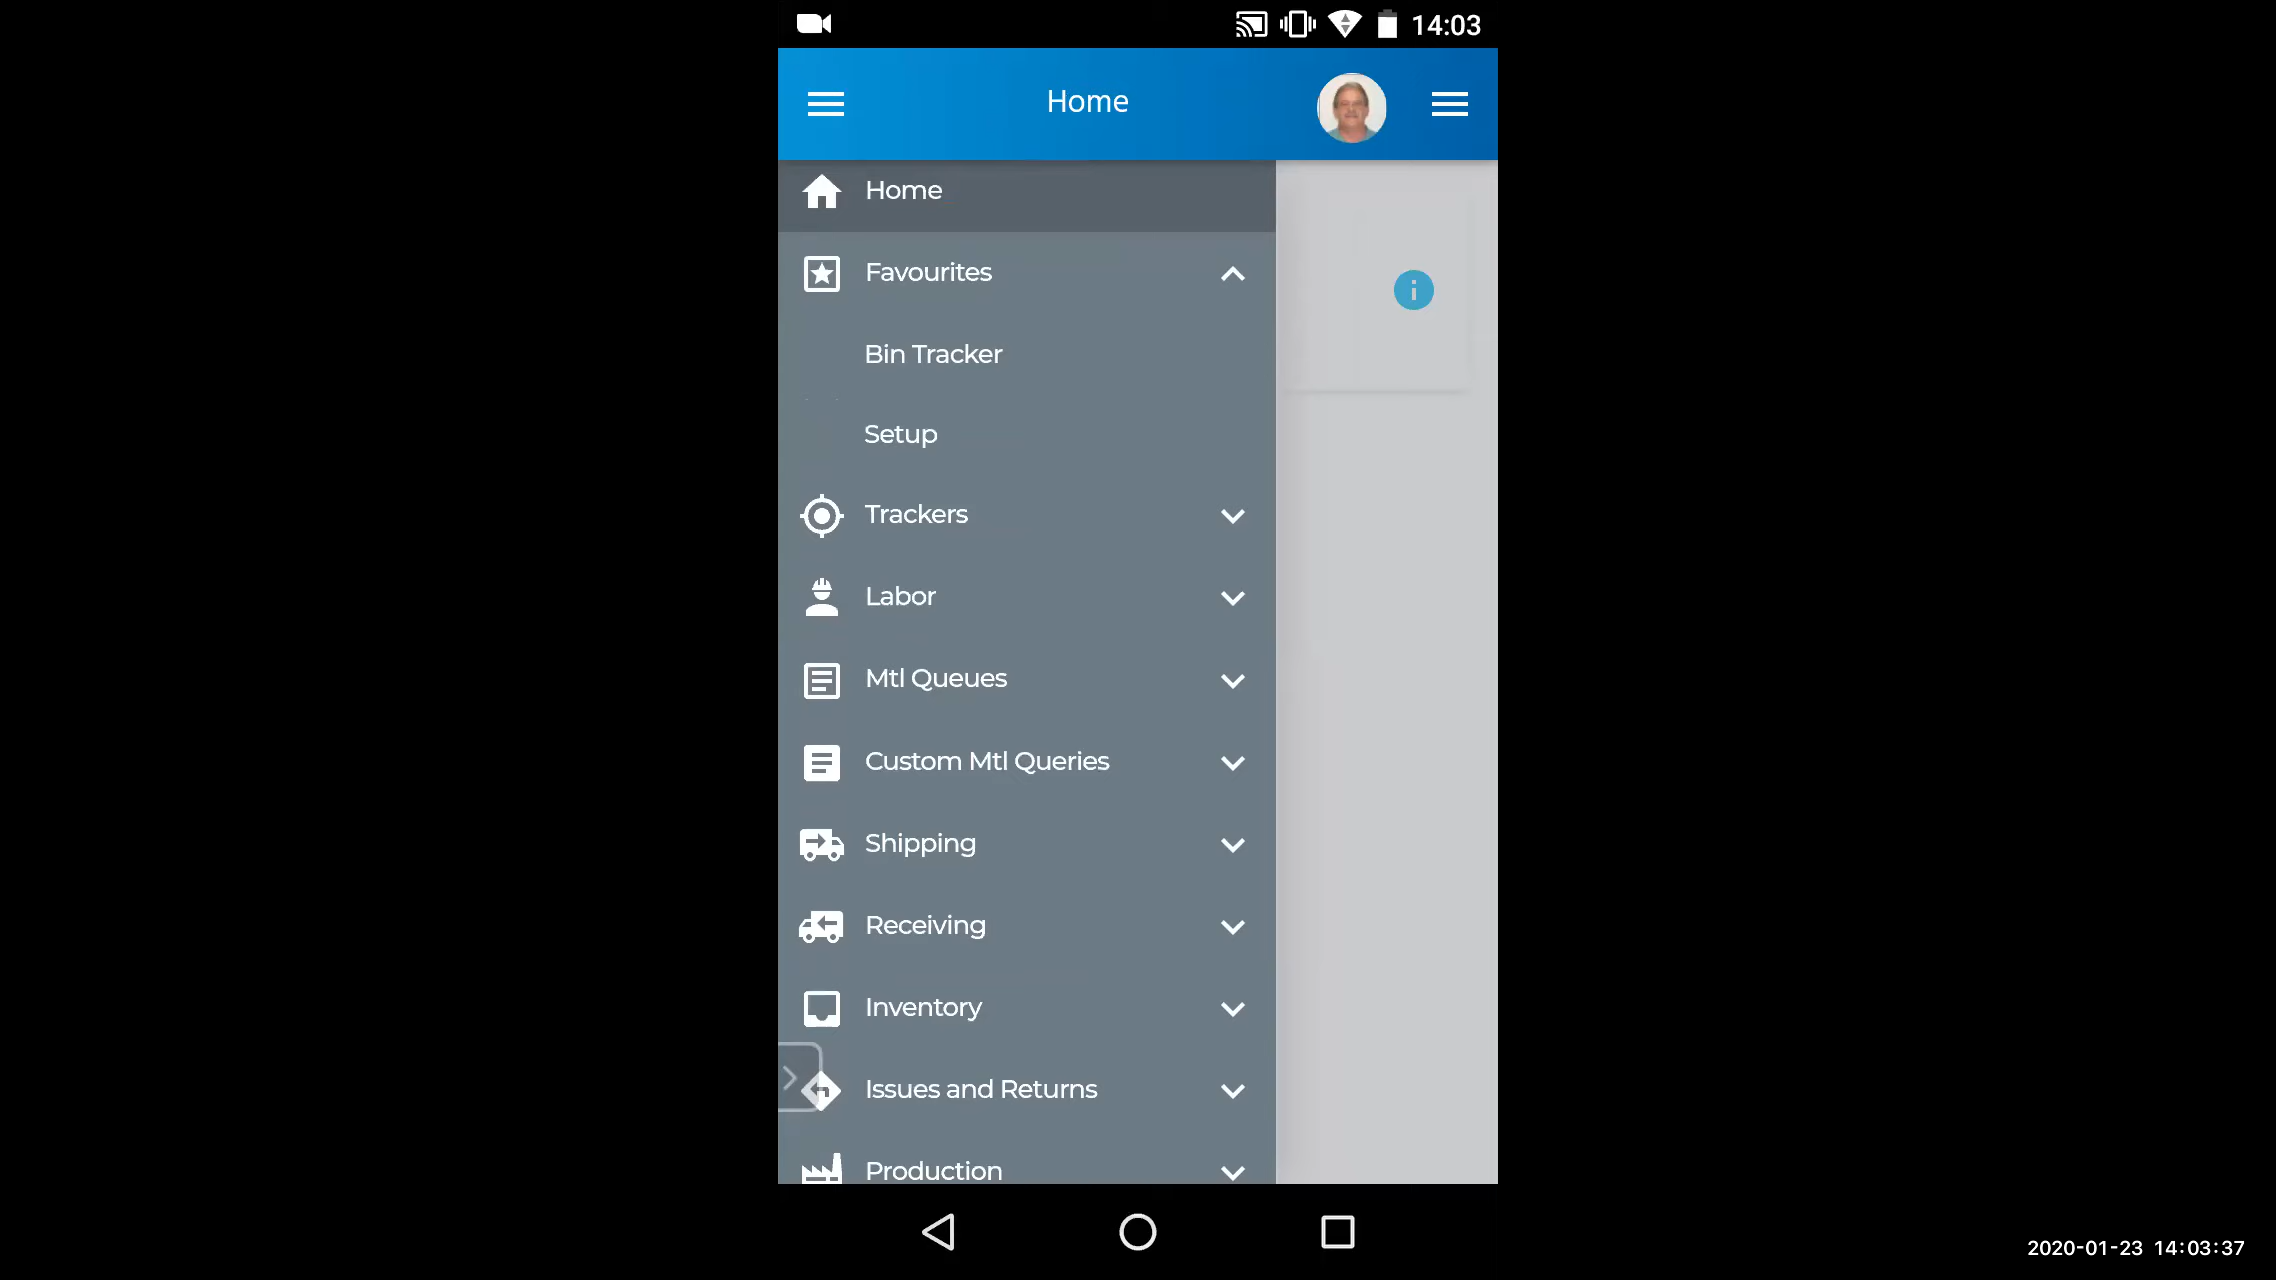 14:03
Home
Home
Favourites
Bin Tracker
Setup
Trackers
Labor
Mtl Queues
Custom Mtl Queries
Shipping
Receiving
Inventory
Issues and Returns
Production
2020-01-23 14:03:37